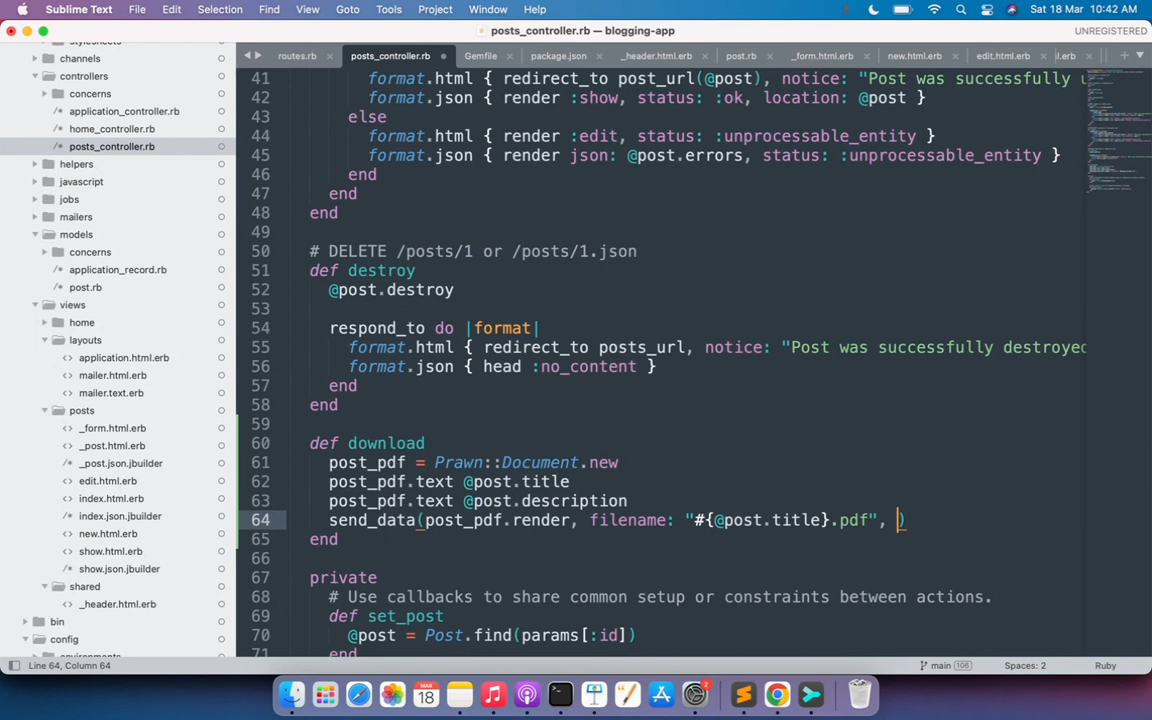 Sublime Text File Edit Selection Find View Goto Tools Project Window Help Sat 18 Mar 10:42 AM
posts_controller.rb — blogging-app UNREGISTERED
routes.rb posts_controller.rb Gemfile package.json _header.html.erb post.rb _form.html.erb new.html.erb edit.html.erb l.erb
channels
controllers
concerns
application_controller.rb
home_controller.rb
posts_controller.rb
helpers
javascript
jobs
mailers
models
concerns
application_record.rb
post.rb
views
home
layouts
application.html.erb
mailer.html.erb
mailer.text.erb
posts
_form.html.erb
_post.html.erb
_post.json.jbuilder
edit.html.erb
index.html.erb
index.json.jbuilder
new.html.erb
show.html.erb
show.json.jbuilder
shared
_header.html.erb
bin
config
41 format.html { redirect_to post_url(@post), notice: "Post was successfully u
42 format.json { render :show, status: :ok, location: @post }
43 else
44 format.html { render :edit, status: :unprocessable_entity }
45 format.json { render json: @post.errors, status: :unprocessable_entity }
46 end
47 end
48 end
49
50 # DELETE /posts/1 or /posts/1.json
51 def destroy
52 @post.destroy
53
54 respond_to do |format|
55 format.html { redirect_to posts_url, notice: "Post was successfully destroyed
56 format.json { head :no_content }
57 end
58 end
59
60 def download
61 post_pdf = Prawn::Document.new
62 post_pdf.text @post.title
63 post_pdf.text @post.description
64 send_data(post_pdf.render, filename: "#{@post.title}.pdf", )
65 end
66
67 private
68 # Use callbacks to share common setup or constraints between actions.
69 def set_post
70 @post = Post.find(params[:id])
71 end
Line 64, Column 64 main 106 Spaces: 2 Ruby
MAR 18 2